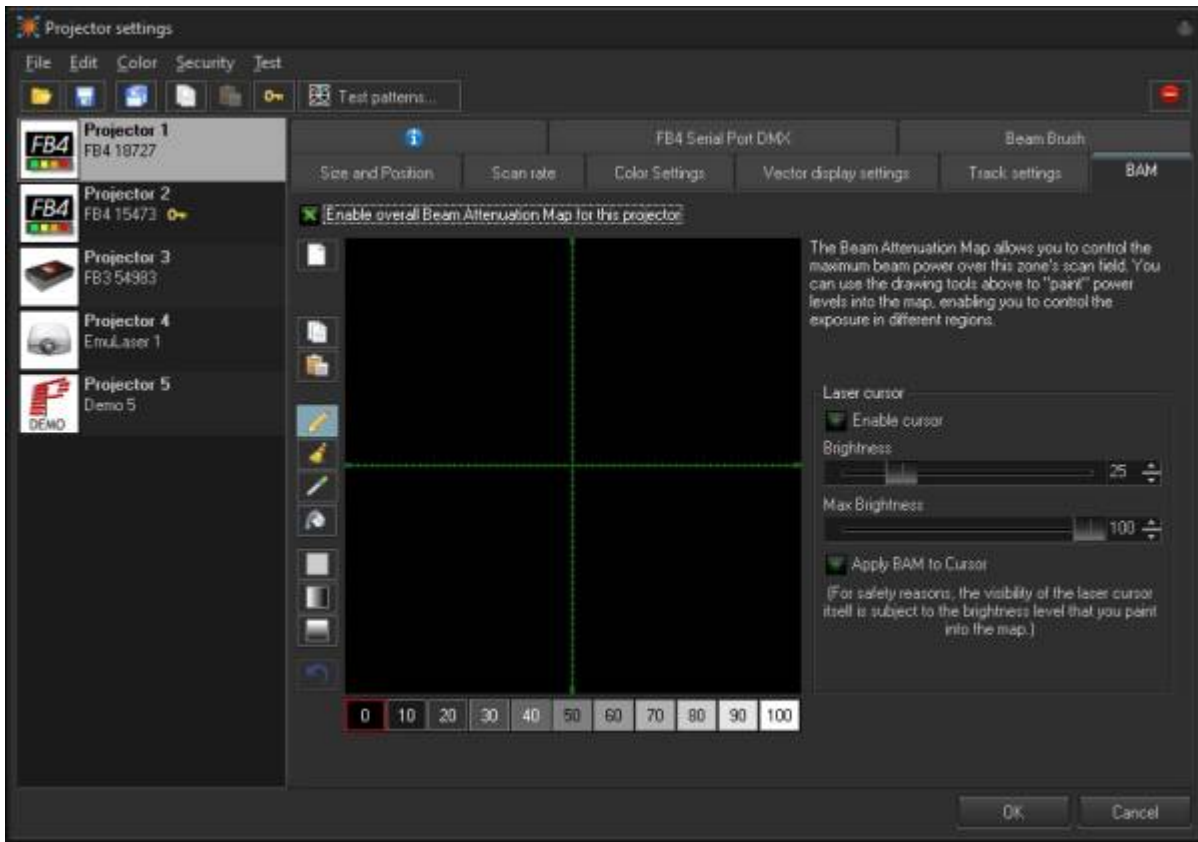 Projector settings
File Edit Color Security Test
Test patterns...
FB4
Projector 1
FB4 18727
FB4
Projector 2
FB4 15473
Projector 3
FB3 54983
Projector 4
EmuLaser 1
DEMO
Projector 5
Demo 5
FB4 Serial Port DMX
Beam Brush
Size and Position
Scan rate
Color Settings
Vector display settings
Track settings
BAM
Enable overall Beam Attenuation Map for this projector
The Beam Attenuation Map allows you to control the
maximum beam power over this zone's scan field. You
can use the drawing tools above to "paint" power
levels into the map, enabling you to control the
exposure in different regions.
Laser cursor
Enable cursor
Brightness
25
Max Brightness
100
Apply BAM to Cursor
(For safety reasons, the visibility of the laser cursor
itself is subject to the brightness level that you paint
into the map.)
0 10 20 30 40 50 60 70 80 90 100
OK
Cancel